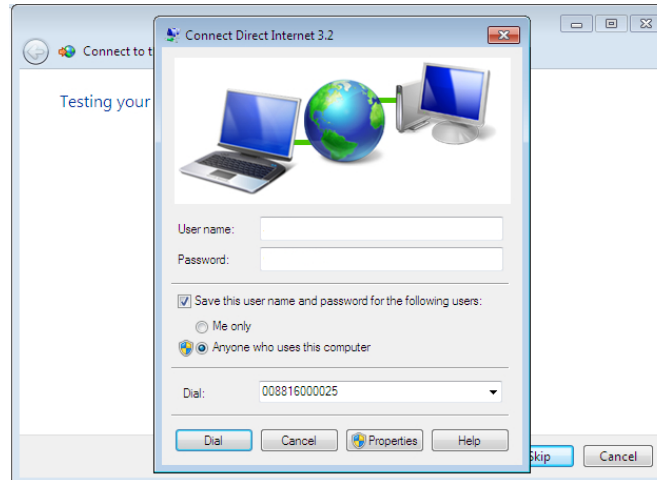 Connect Direct Internet 3.2
Connect to t
Testing your
User name:
Password:
Save this user name and password for the following users:
Me only
Anyone who uses this computer
Dial: 008816000025
Dial Cancel Properties Help
Skip Cancel